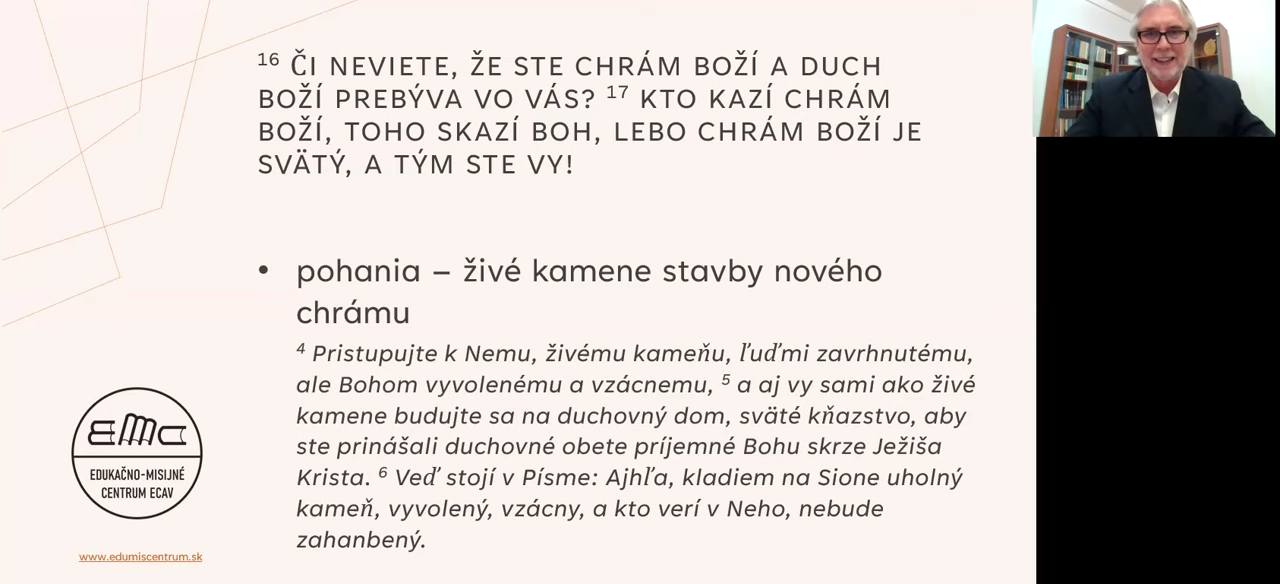 ¹⁶ ČI NEVIETE, ŽE STE CHRÁM BOŽÍ A DUCH
BOŽÍ PREBÝVA VO VÁS? ¹⁷ KTO KAZÍ CHRÁM
BOŽÍ, TOHO SKAZÍ BOH, LEBO CHRÁM BOŽÍ JE
SVÄTÝ, A TÝM STE VY!
• pohania – živé kamene stavby nového
chrámu
⁴ Pristupujte k Nemu, živému kameňu, ľuďmi zavrhnutému,
ale Bohom vyvolenému a vzácnemu, ⁵ a aj vy sami ako živé
kamene budujte sa na duchovný dom, sväté kňazstvo, aby
ste prinášali duchovné obete príjemné Bohu skrze Ježiša
Krista. ⁶ Veď stojí v Písme: Ajhľa, kladiem na Sione uholný
kameň, vyvolený, vzácny, a kto verí v Neho, nebude
zahanbený.
EMC
EDUKAČNO-MISIJNÉ
CENTRUM ECAV
www.edumiscentrum.sk